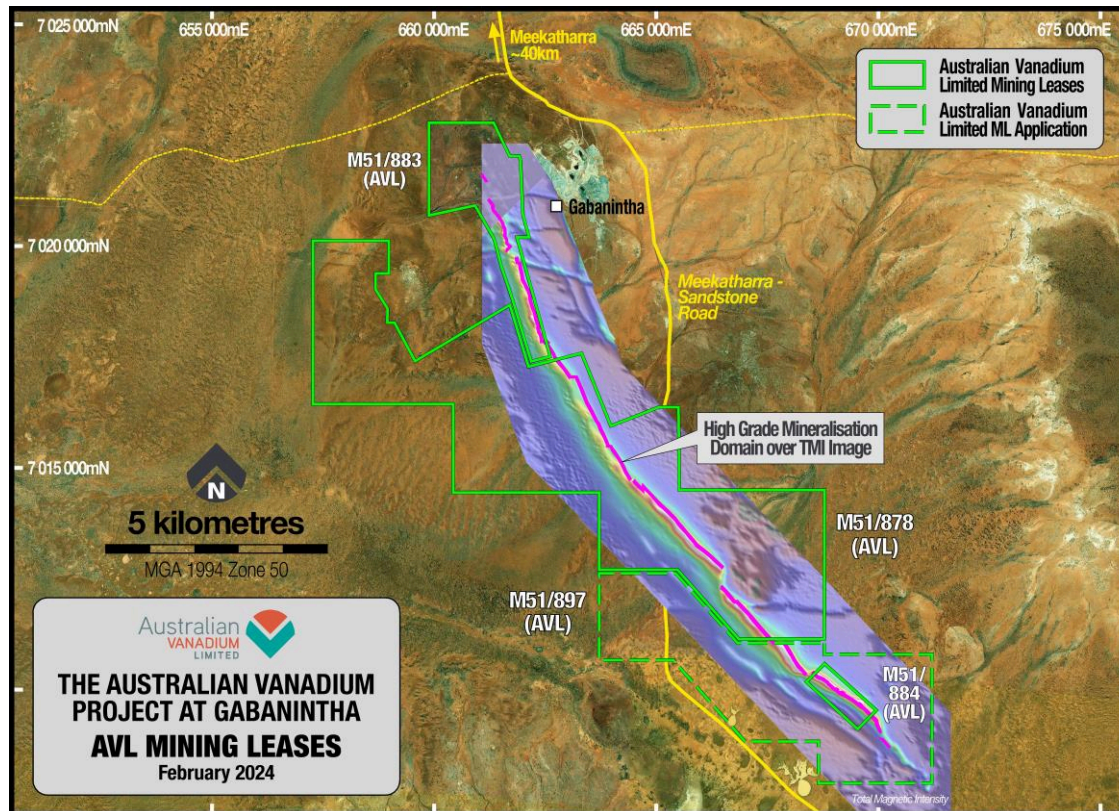 7 025 000mN
655 000mE
660 000mE
665 000mE
670 000mE
675 000mE
Meekatharra
~40km
Australian Vanadium
Limited Mining Leases
Australian Vanadium
Limited ML Application
M51/883
(AVL)
Gabanintha
7 020 000mN
Meekatharra -
Sandstone
Road
High Grade Mineralisation
Domain over TMI Image
7 015 000mN
N
5 kilometres
MGA 1994 Zone 50
M51/878
(AVL)
M51/897
(AVL)
M51/
884
(AVL)
Australian
VANADIUM
LIMITED
THE AUSTRALIAN VANADIUM
PROJECT AT GABANINTHA
AVL MINING LEASES
February 2024
Total Magnetic Intensity